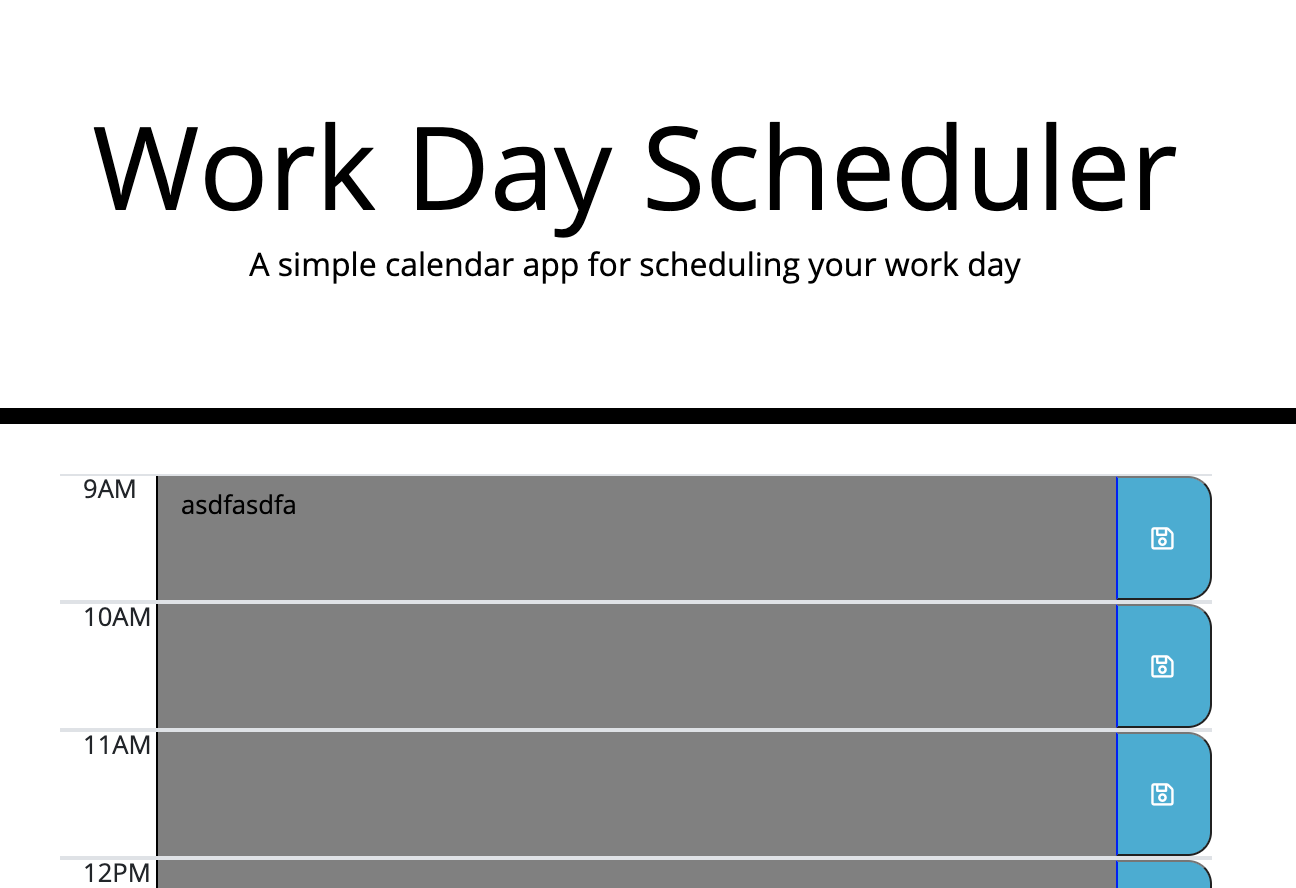 Work Day Scheduler
A simple calendar app for scheduling your work day
9AM
asdfasdfa
10AM
11AM
12PM